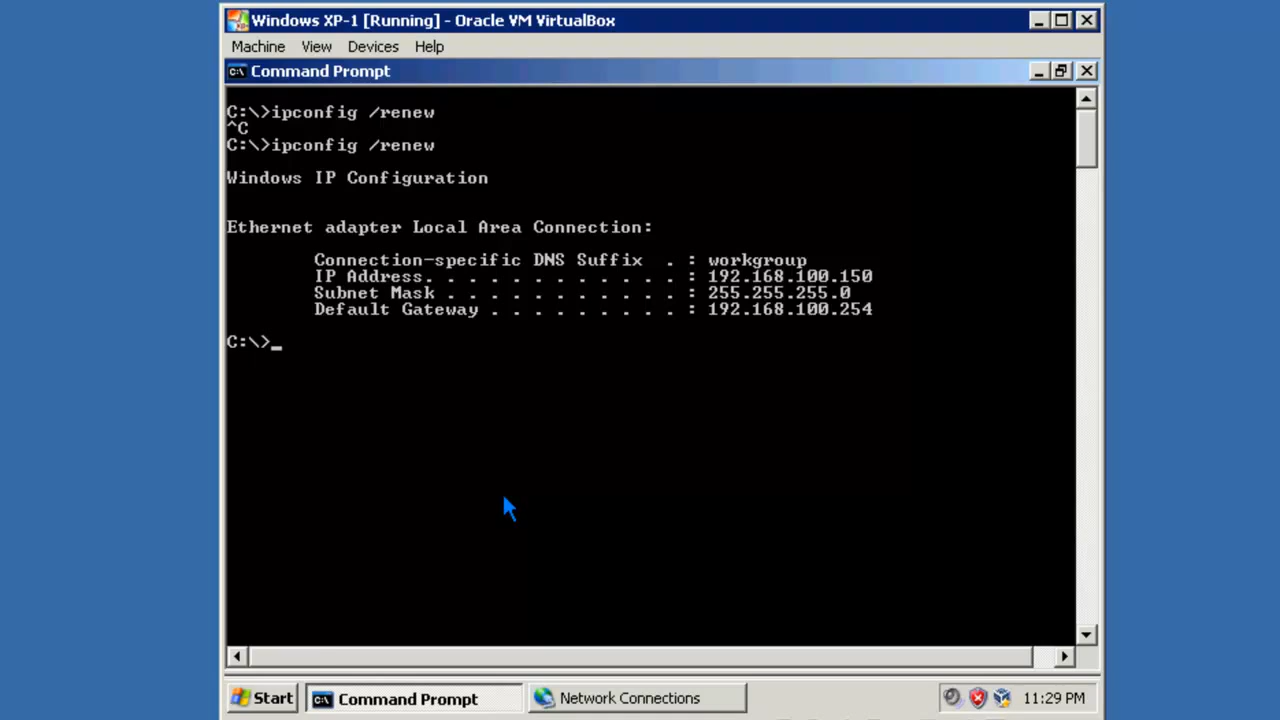 Windows XP-1 [Running] - Oracle VM VirtualBox
Machine View Devices Help
Command Prompt
C:\>ipconfig /renew
^C
C:\>ipconfig /renew
Windows IP Configuration
Ethernet adapter Local Area Connection:
Connection-specific DNS Suffix . : workgroup
IP Address. . . . . . . . . . . . : 192.168.100.150
Subnet Mask . . . . . . . . . . . : 255.255.255.0
Default Gateway . . . . . . . . . : 192.168.100.254
C:\>_
Start Command Prompt Network Connections 11:29 PM